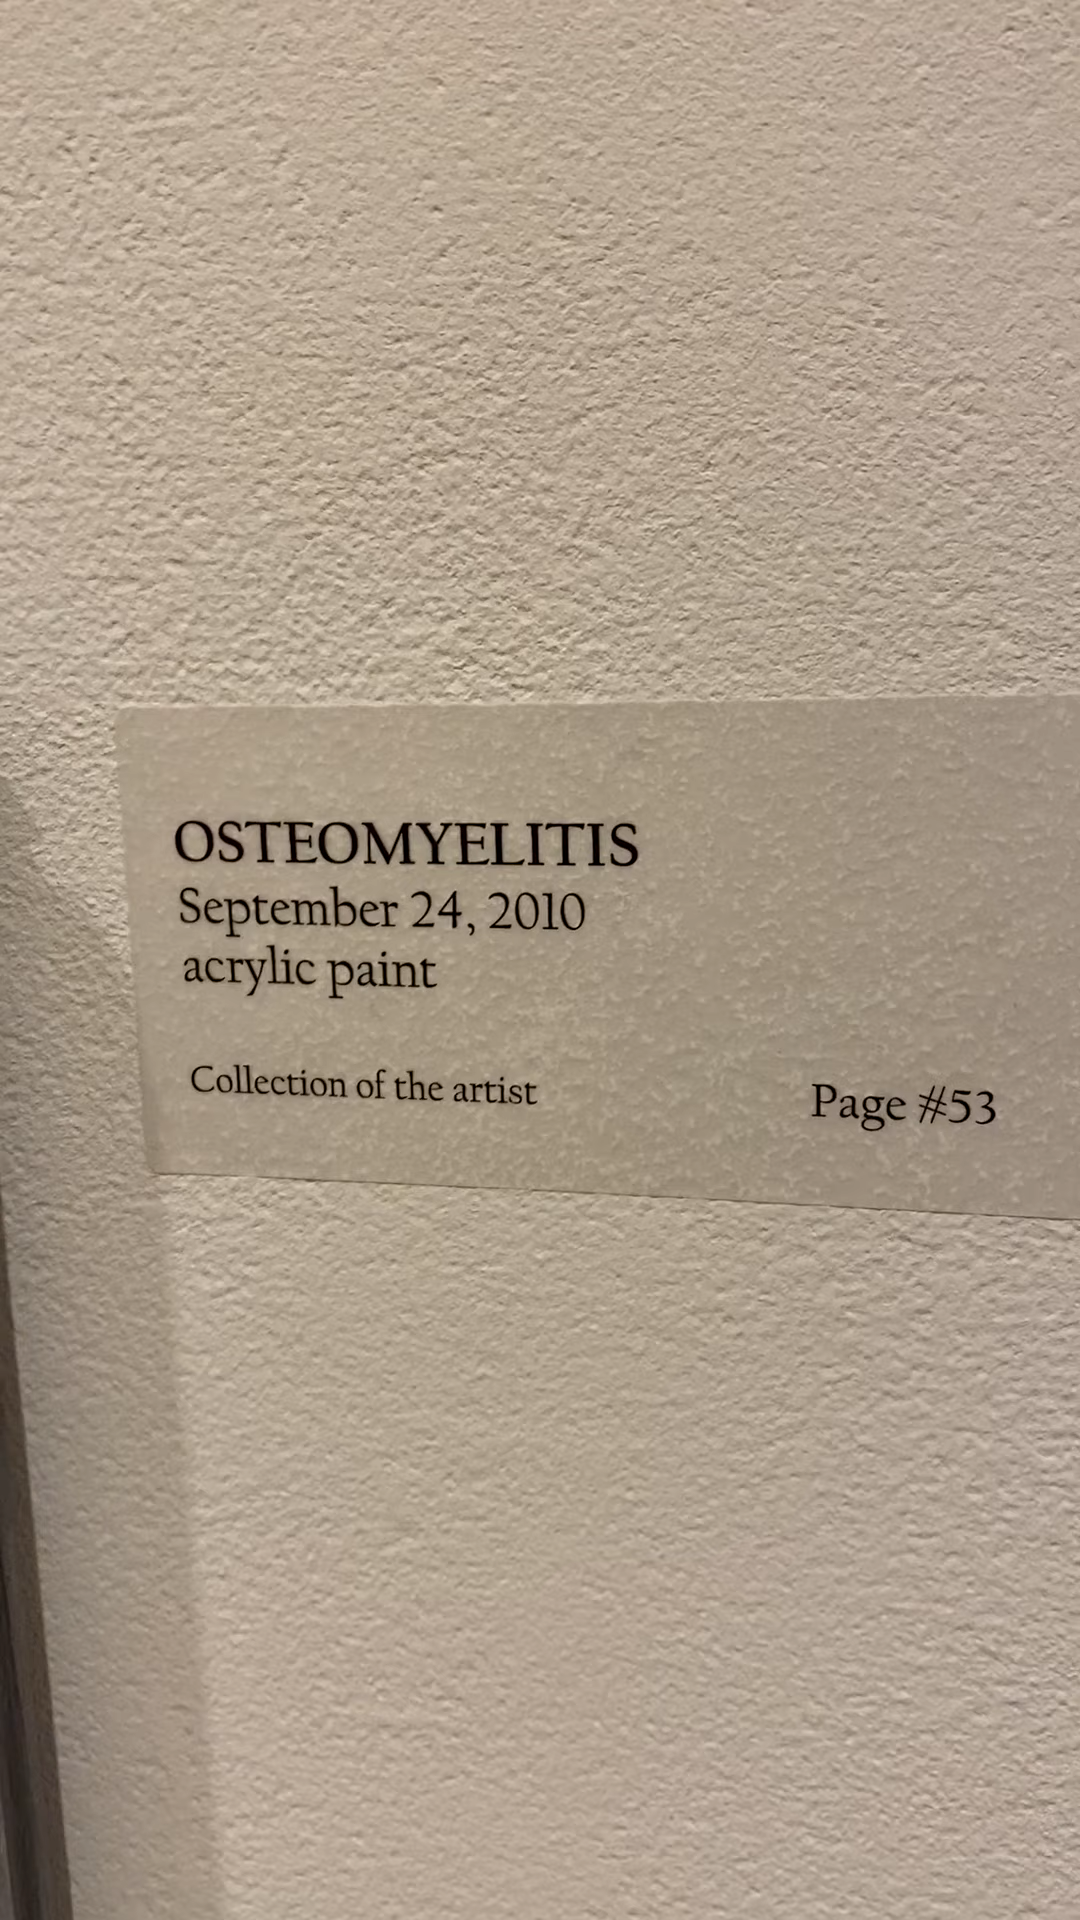 OSTEOMYELITIS
September 24, 2010
acrylic paint
Collection of the artist
Page #53